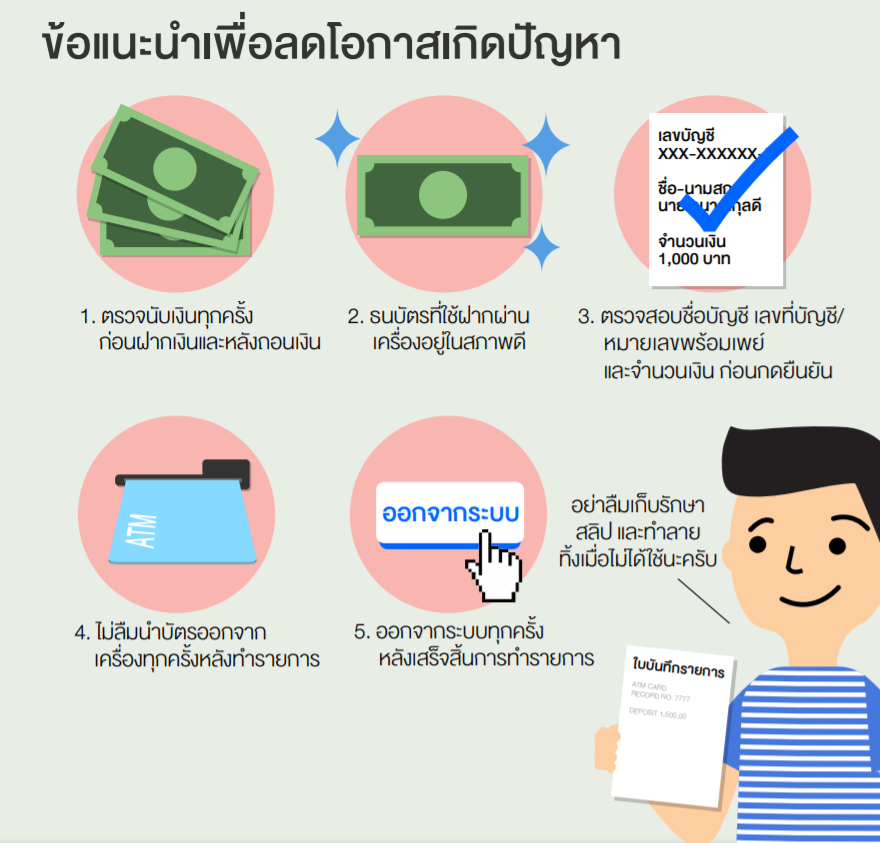 ข้อแนะนำเพื่อลดโอกาสเกิดปัญหา
เลขบัญชี
XXX-XXXXXX-
ชื่อ-นามสกุ
นาย
กุลดี
จำนวนเงิน
1,000 บาท
1. ตรวจนับเงินทุกครั้ง
ก่อนฝากเงินและหลังถอนเงิน
2. ธนบัตรที่ใช้ฝากผ่าน
เครื่องอยู่ในสภาพดี
3. ตรวจสอบชื่อบัญชี เลขที่บัญชี/
หมายเลขพร้อมเพย์
และจำนวนเงิน ก่อนกดยืนยัน
ATM
4. ไม่ลืมนำบัตรออกจาก
เครื่องทุกครั้งหลังทำรายการ
ออกจากระบบ
5. ออกจากระบบทุกครั้ง
หลังเสร็จสิ้นการทำรายการ
อย่าลืมเก็บรักษา
สลิป และทำลาย
ทิ้งเมื่อไม่ได้ใช้นะครับ
ใบบันทึกรายการ
ATM CARD
RECORD NO. 7777
DEPOSIT 1,500.00